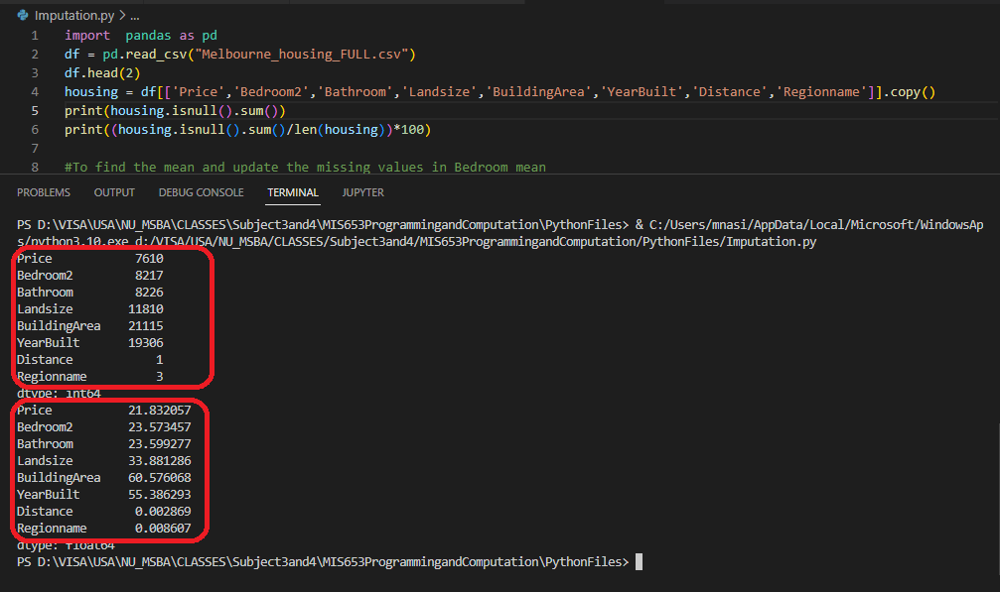 Imputation.py > ...
1 import pandas as pd
2 df = pd.read_csv("Melbourne_housing_FULL.csv")
3 df.head(2)
4 housing = df[['Price','Bedroom2','Bathroom','Landsize','BuildingArea','YearBuilt','Distance','Regionname']].copy()
5 print(housing.isnull().sum())
6 print((housing.isnull().sum()/len(housing))*100)
7
8 #To find the mean and update the missing values in Bedroom mean
PROBLEMS OUTPUT DEBUG CONSOLE TERMINAL JUPYTER
PS D:\VISA\USA\NU_MSBA\CLASSES\Subject3and4\MIS653ProgrammingandComputation\PythonFiles> & C:/Users/mnasi/AppData/Local/Microsoft/WindowsAp
s/python3.10.exe d:/VISA/USA/NU_MSBA/CLASSES/Subject3and4/MIS653ProgrammingandComputation/PythonFiles/Imputation.py
Price 7610
Bedroom2 8217
Bathroom 8226
Landsize 11810
BuildingArea 21115
YearBuilt 19306
Distance 1
Regionname 3
dtype: int64
Price 21.832057
Bedroom2 23.573457
Bathroom 23.599277
Landsize 33.881286
BuildingArea 60.576068
YearBuilt 55.386293
Distance 0.002869
Regionname 0.008607
dtype: float64
PS D:\VISA\USA\NU_MSBA\CLASSES\Subject3and4\MIS653ProgrammingandComputation\PythonFiles>